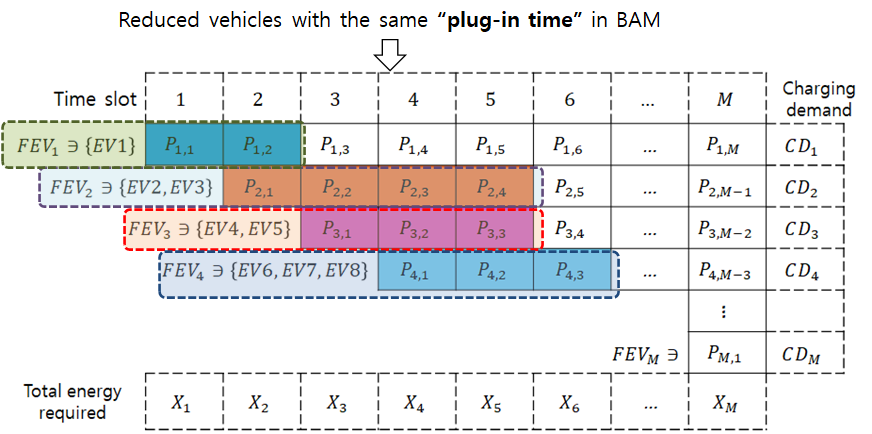 Reduced vehicles with the same “plug-in time” in BAM
Time slot 1 2 3 4 5 6 ... M Charging demand
FEV₁ ∋ {EV1} P₁,₁ P₁,₂ P₁,₃ P₁,₄ P₁,₅ P₁,₆ ... P₁,M CD₁
FEV₂ ∋ {EV2, EV3} P₂,₁ P₂,₂ P₂,₃ P₂,₄ P₂,₅ ... P₂,M−1 CD₂
FEV₃ ∋ {EV4, EV5} P₃,₁ P₃,₂ P₃,₃ P₃,₄ ... P₃,M−2 CD₃
FEV₄ ∋ {EV6, EV7, EV8} P₄,₁ P₄,₂ P₄,₃ ... P₄,M−3 CD₄
⋮
FEV_M ∋ P_M,1 CD_M
Total energy required X₁ X₂ X₃ X₄ X₅ X₆ ... X_M